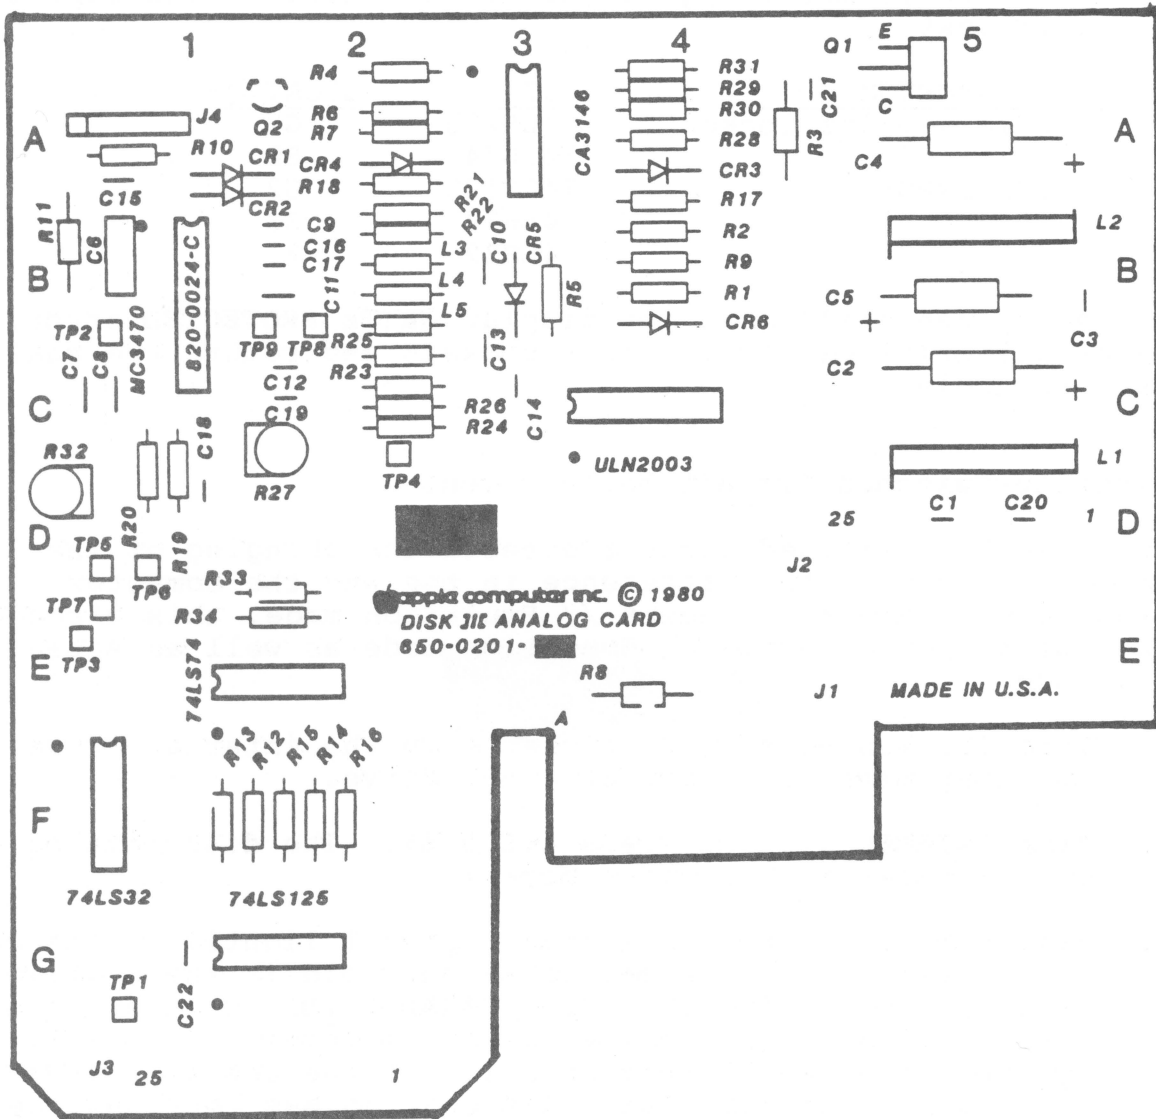 1
2
3
4
5
R4
R31
R29
R30
R3
C21
Q1
E
C
R6
R7
Q2
J4
CA3146
R28
A
A
C4
+
R10
CR1
CR4
CR3
R18
CR2
C15
R11
C6
R21
R22
R17
C9
C16
C17
C11
L3
L4
L5
C10
CR5
R5
R2
R9
R1
CR6
L2
B
B
C5
+
C3
TP2
MC3470
820-0024-C
TP9
TP8
R25
R23
C13
C7
C8
C12
C19
C2
+
C
C
R26
R24
C14
R32
C18
R27
TP4
ULN2003
L1
C1
C20
25
1
D
D
R20
R19
TP5
TP6
J2
TP7
TP3
R33
R34
apple computer inc. © 1980
DISK ][ ANALOG CARD
650-0201-
E
E
74LS74
R8
J1
MADE IN U.S.A.
A
R13
R12
R15
R14
R16
F
74LS32
74LS125
G
TP1
C22
J3
25
1